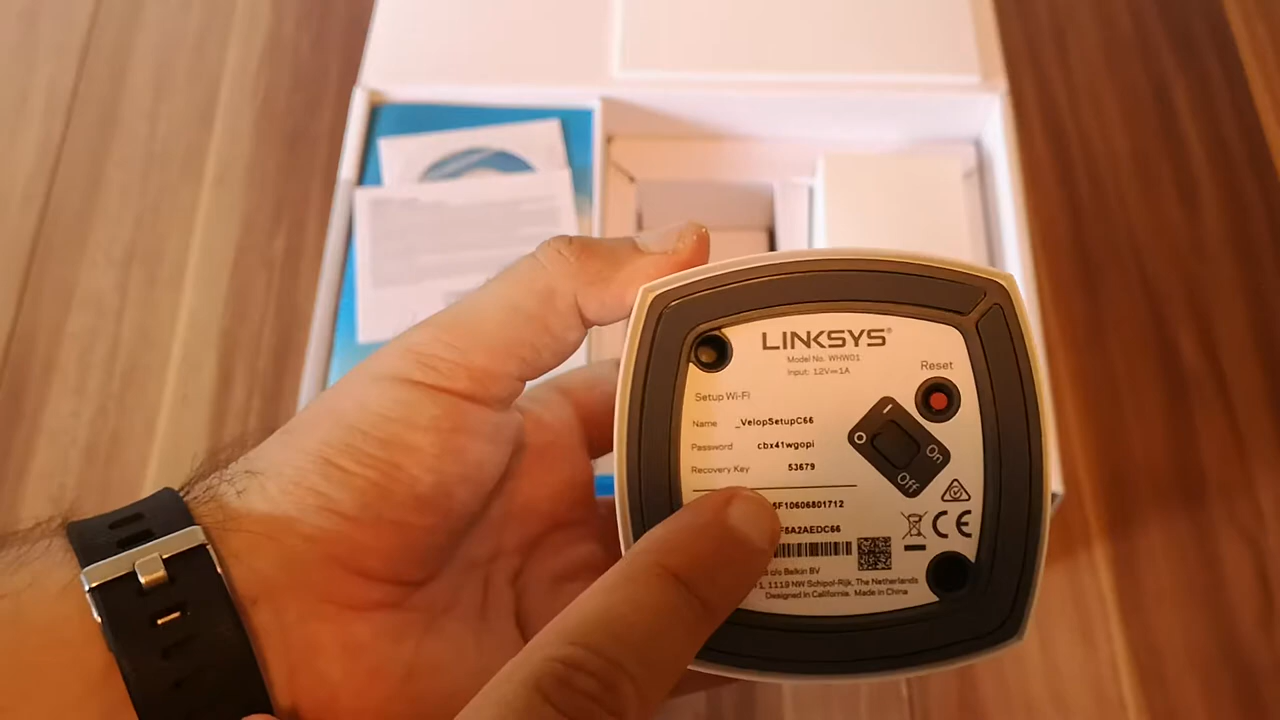 LINKSYS®
Model No. WHW01
Input: 12V⎓1A
Reset
Setup Wi-Fi
Name _VelopSetupC66
Password cbx41wgopi
Recovery Key 53679
On
Off
5F10606801712
F6A2AEDC66
c/o Belkin BV
1, 1119 NW Schipol-Rijk, The Netherlands
Designed in California. Made in China
CE